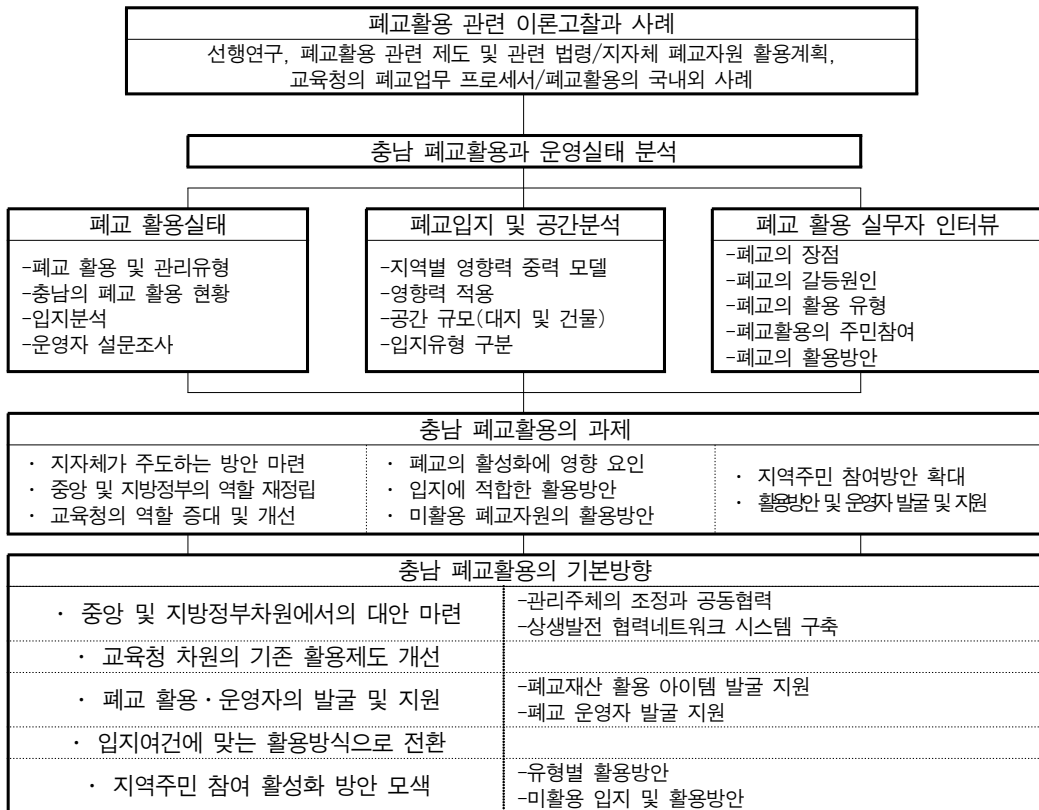 폐교활용 관련 이론고찰과 사례
선행연구, 폐교활용 관련 제도 및 관련 법령/지자체 폐교자원 활용계획,
교육청의 폐교업무 프로세서/폐교활용의 국내외 사례
충남 폐교활용과 운영실태 분석
폐교 활용실태
-폐교 활용 및 관리유형
-충남의 폐교 활용 현황
-입지분석
-운영자 설문조사
폐교입지 및 공간분석
-지역별 영향력 중력 모델
-영향력 적용
-공간 규모(대지 및 건물)
-입지유형 구분
폐교 활용 실무자 인터뷰
-폐교의 장점
-폐교의 갈등원인
-폐교의 활용 유형
-폐교활용의 주민참여
-폐교의 활용방안
충남 폐교활용의 과제
· 지자체가 주도하는 방안 마련
· 중앙 및 지방정부의 역할 재정립
· 교육청의 역할 증대 및 개선
· 폐교의 활성화에 영향 요인
· 입지에 적합한 활용방안
· 미활용 폐교자원의 활용방안
· 지역주민 참여방안 확대
· 활용방안 및 운영자 발굴 및 지원
충남 폐교활용의 기본방향
· 중앙 및 지방정부차원에서의 대안 마련
-관리주체의 조정과 공동협력
-상생발전 협력네트워크 시스템 구축
· 교육청 차원의 기존 활용제도 개선
· 폐교 활용·운영자의 발굴 및 지원
-폐교재산 활용 아이템 발굴 지원
-폐교 운영자 발굴 지원
· 입지여건에 맞는 활용방식으로 전환
· 지역주민 참여 활성화 방안 모색
-유형별 활용방안
-미활용 입지 및 활용방안